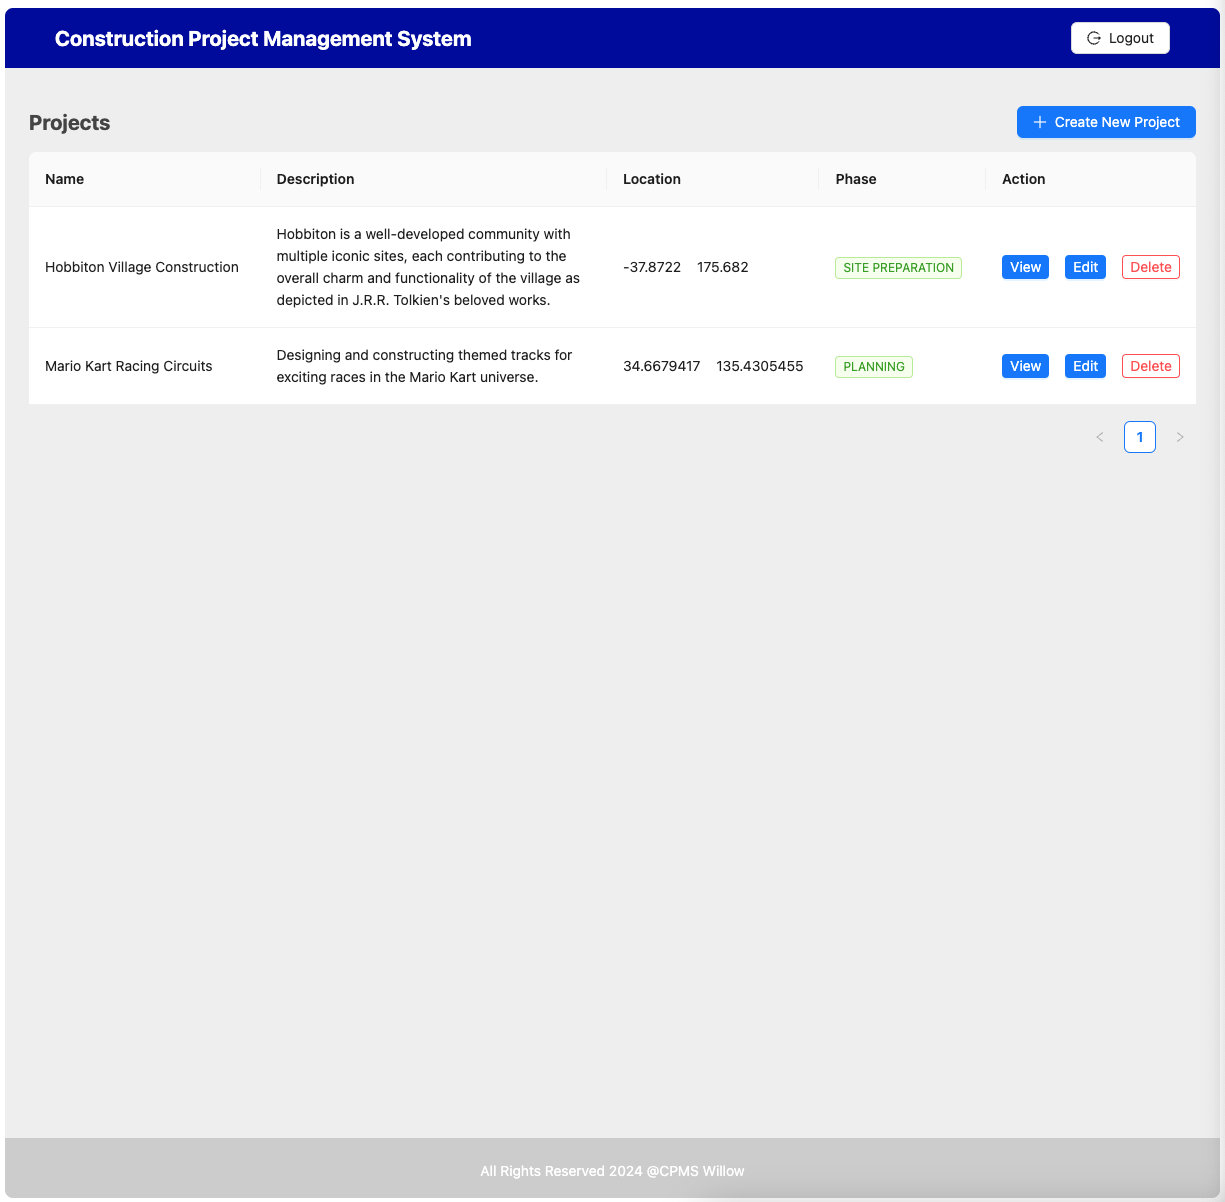 Construction Project Management System
Logout
Projects
Create New Project
Name Description Location Phase Action
Hobbiton Village Construction
Hobbiton is a well-developed community with
multiple iconic sites, each contributing to the
overall charm and functionality of the village as
depicted in J.R.R. Tolkien's beloved works.
-37.8722 175.682
SITE PREPARATION
View Edit Delete
Mario Kart Racing Circuits
Designing and constructing themed tracks for
exciting races in the Mario Kart universe.
34.6679417 135.4305455
PLANNING
View Edit Delete
1
All Rights Reserved 2024 @CPMS Willow